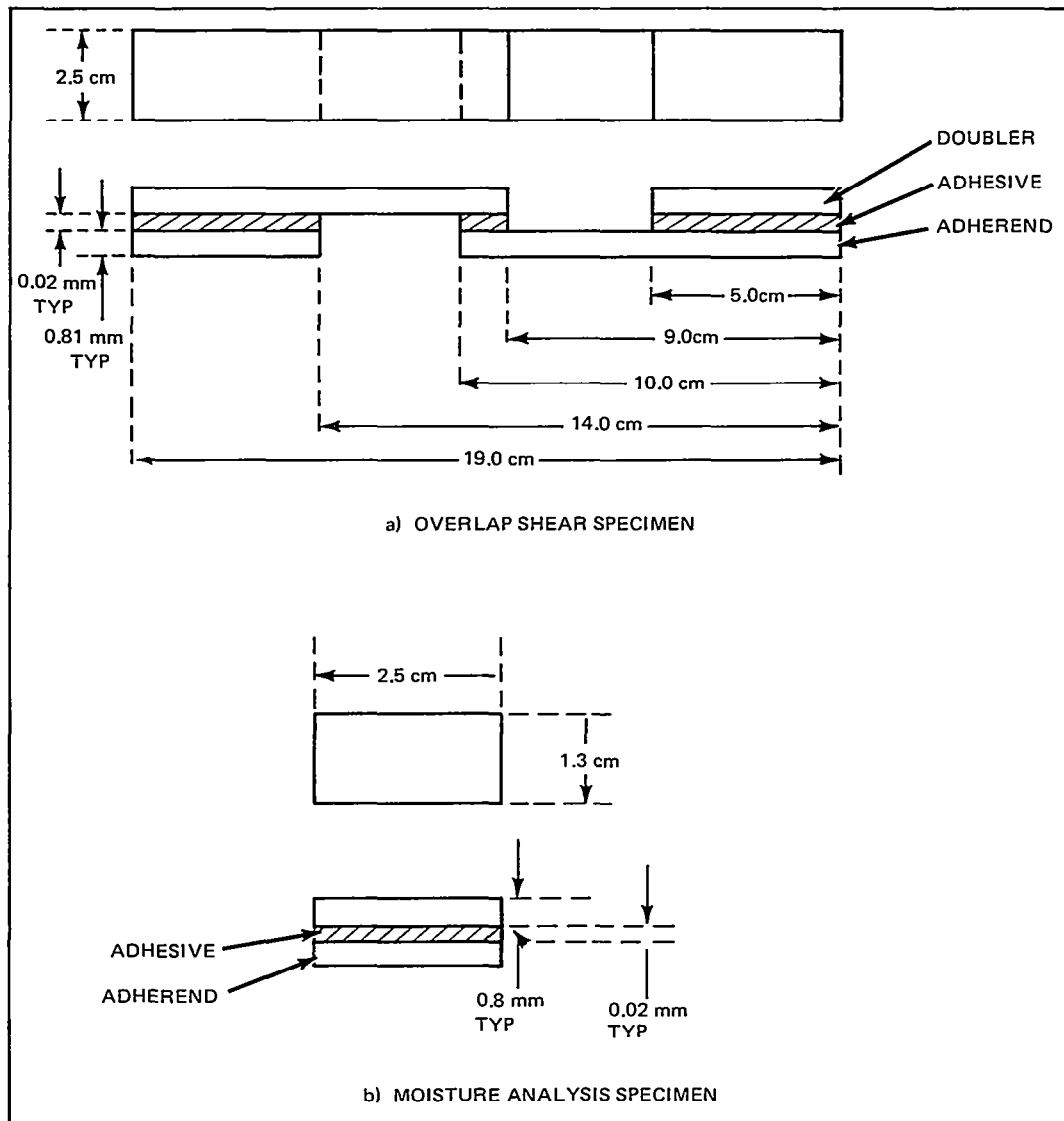 2.5 cm
DOUBLER
ADHESIVE
ADHEREND
0.02 mm
TYP
0.81 mm
TYP
5.0cm
9.0cm
10.0 cm
14.0 cm
19.0 cm
a) OVERLAP SHEAR SPECIMEN
2.5 cm
1.3 cm
ADHESIVE
ADHEREND
0.8 mm
TYP
0.02 mm
TYP
b) MOISTURE ANALYSIS SPECIMEN